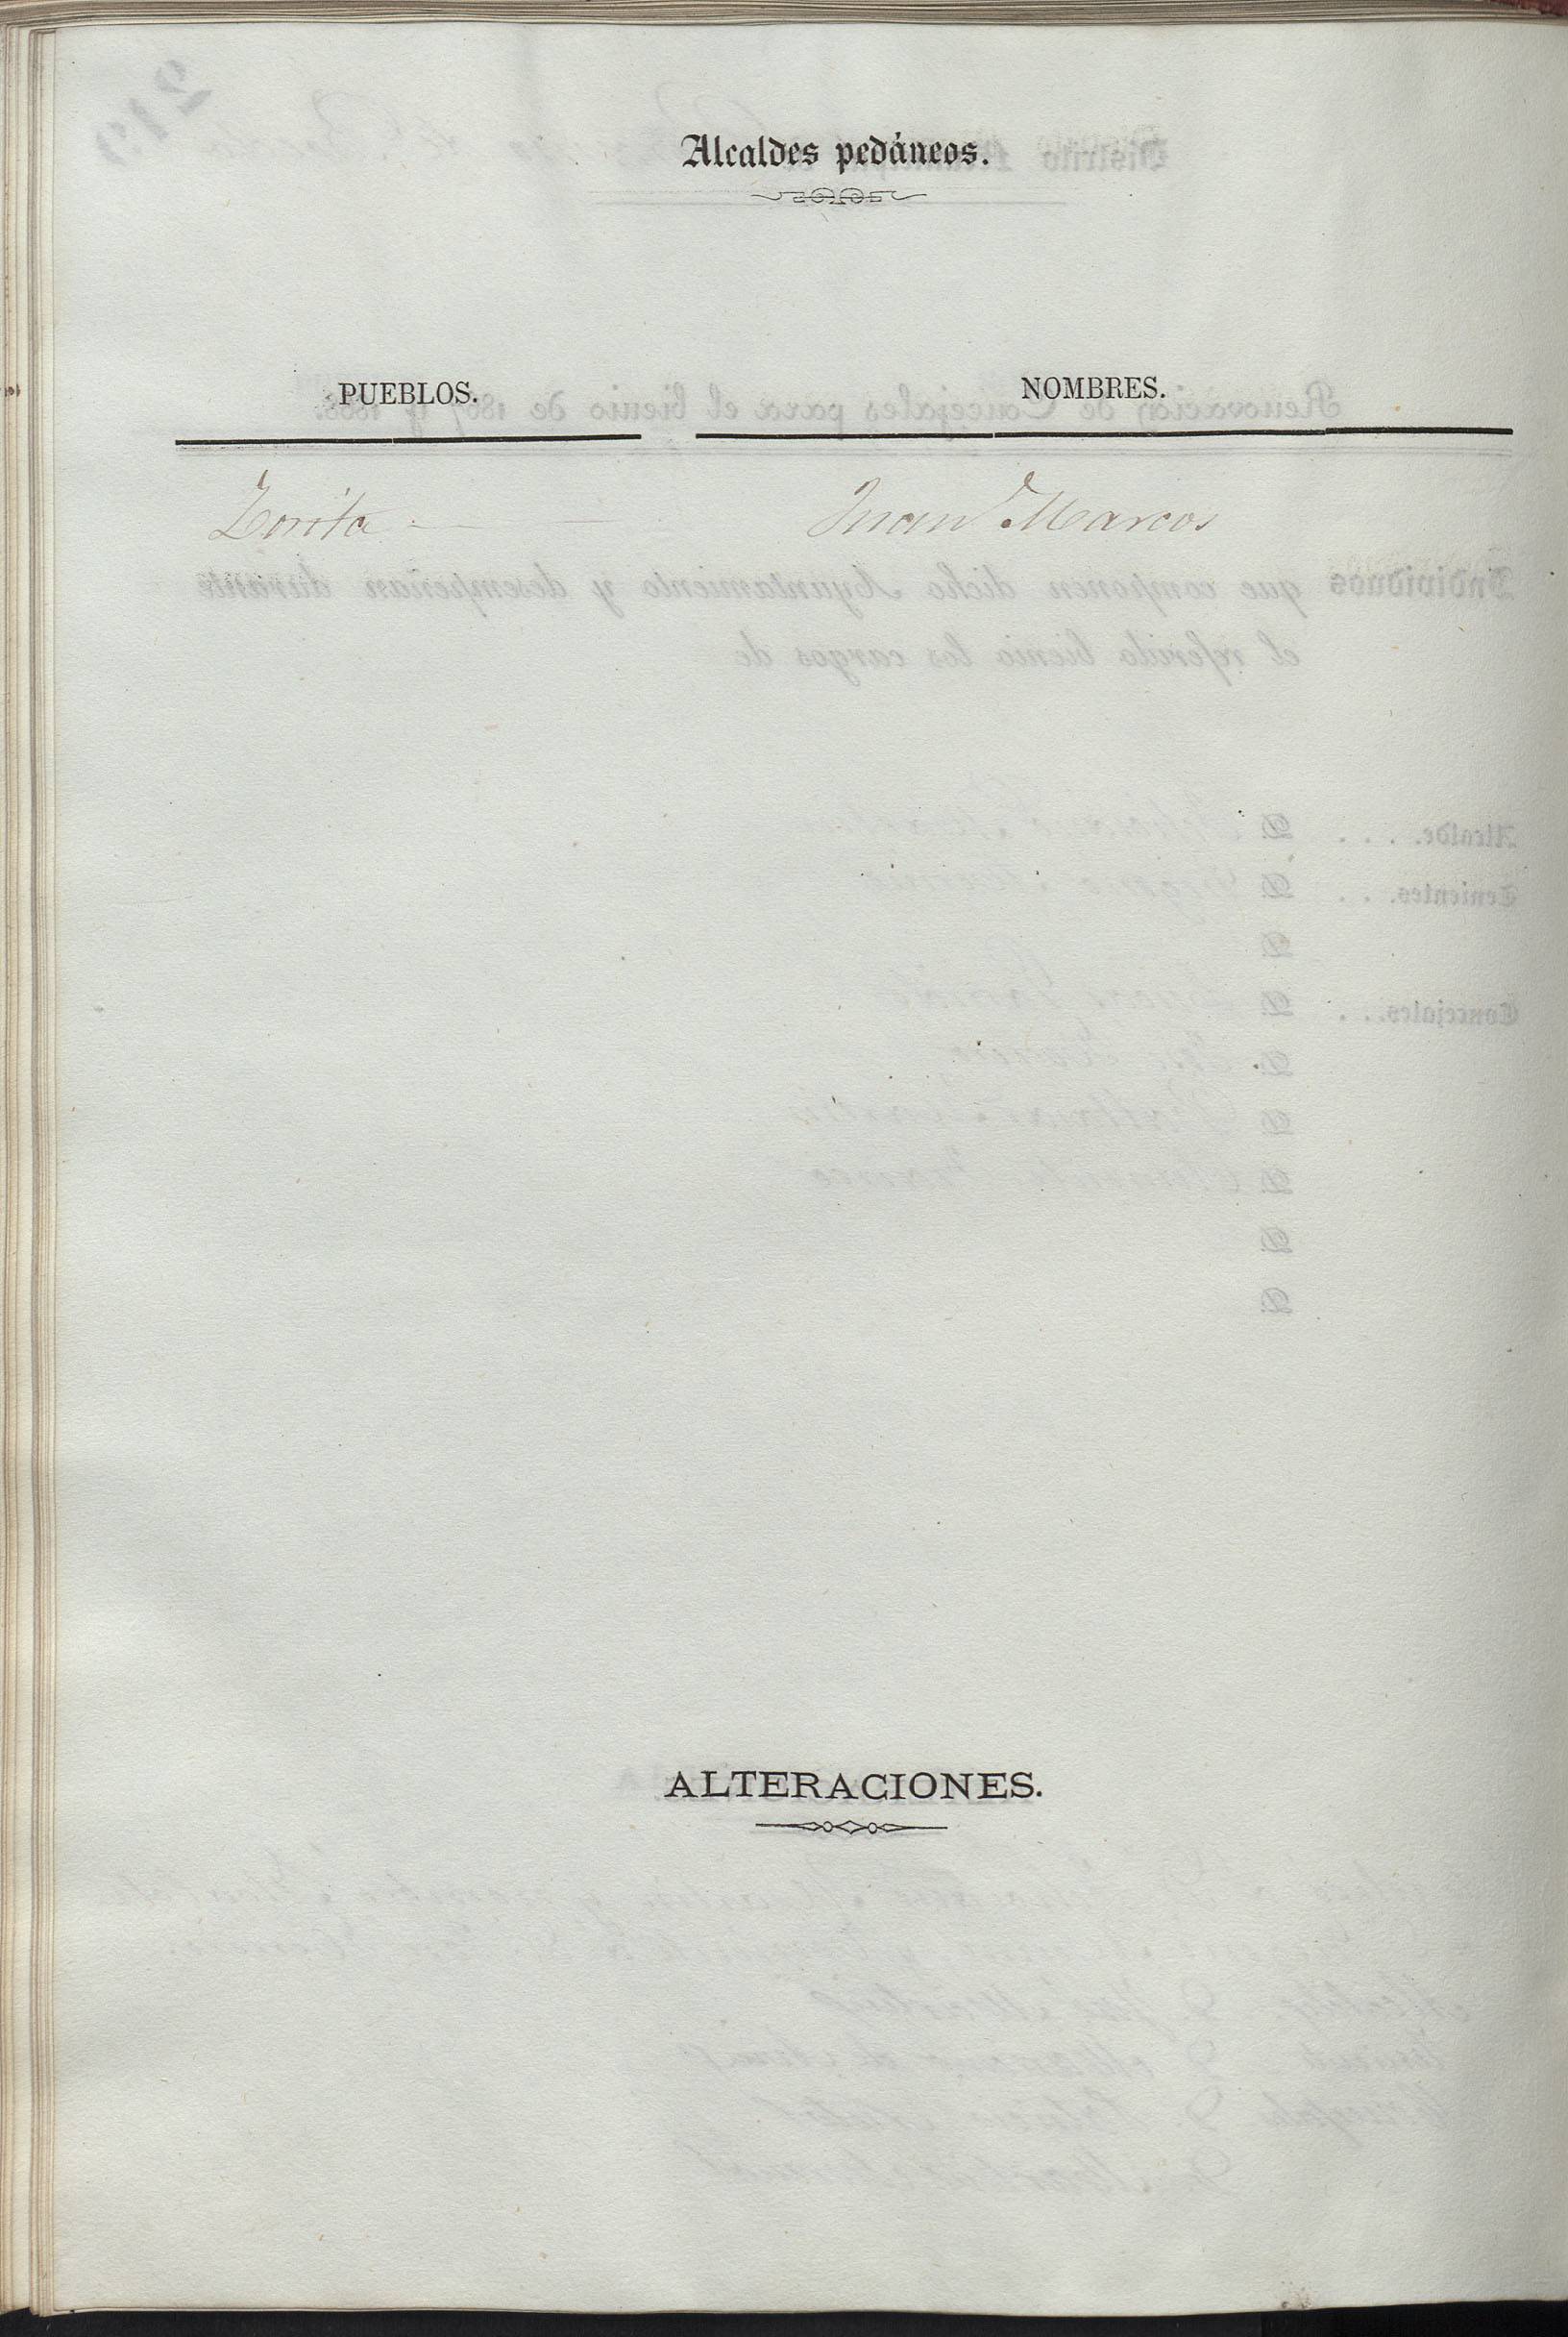 Alcaldes pedáneos.
PUEBLOS. NOMBRES.
Zorita Juan Marcos
ALTERACIONES.